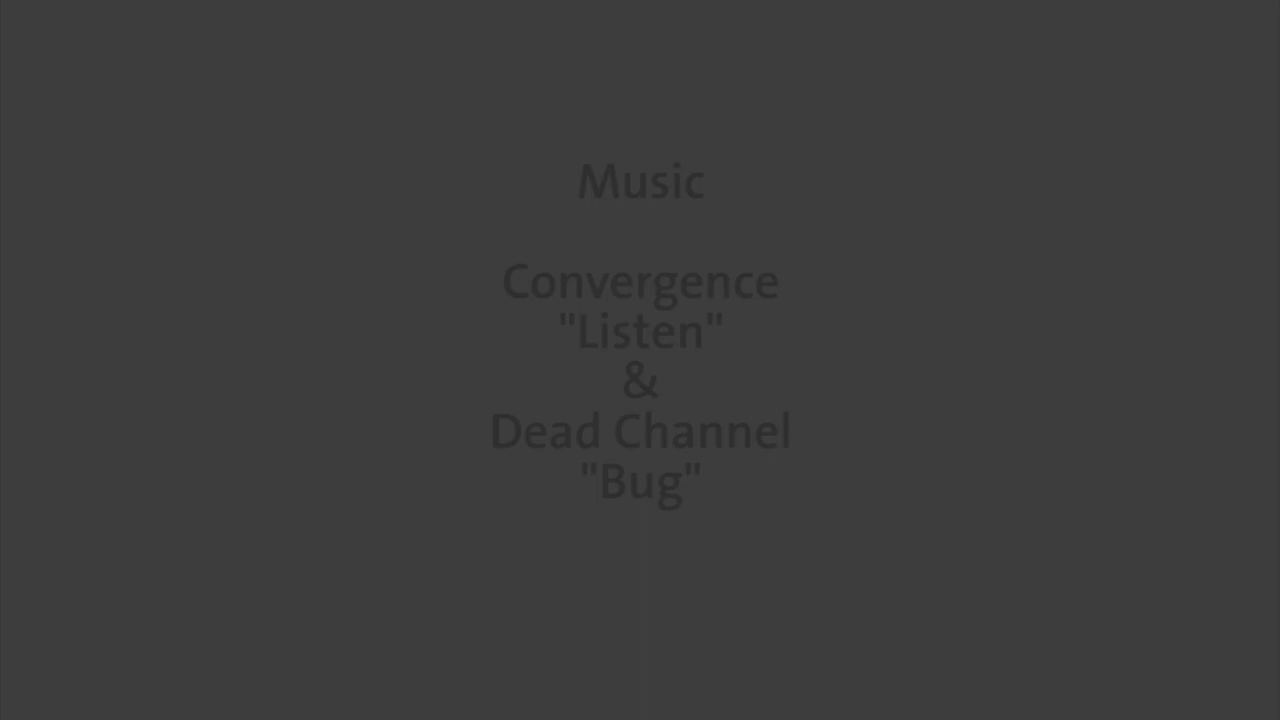 Music
Convergence
"Listen"
&
Dead Channel
"Bug"